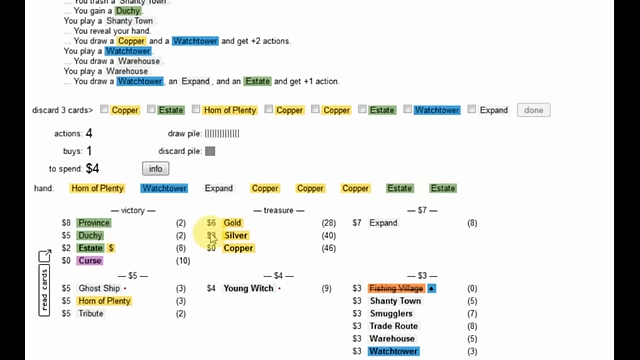 ... You trash a Shanty Town.
... You gain a Duchy.
You play a Shanty Town.
... You reveal your hand.
... You draw a Copper and a Watchtower and get +2 actions.
You play a Watchtower.
... You draw a Warehouse.
You play a Warehouse.
... You draw a Watchtower, an Expand, and an Estate and get +1 action.
discard 3 cards> Copper Estate Horn of Plenty Copper Copper Estate Watchtower Expand done
actions: 4 draw pile: ||||||||||||||
buys: 1 discard pile:
to spend: $4 info
hand: Horn of Plenty Watchtower Expand Copper Copper Copper Estate Estate
— victory — — treasure — — $7 —
$8 Province (2) $6 Gold (28) $7 Expand (8)
$5 Duchy (2) Silver (40)
$2 Estate $ (8) $0 Copper (46)
$0 Curse (10)
read cards
— $5 — — $4 — — $3 —
$5 Ghost Ship (3) $4 Young Witch (9) $3 Fishing Village (0)
$5 Horn of Plenty (3) $3 Shanty Town (5)
$5 Tribute (2) $3 Smugglers (7)
$3 Trade Route (8)
$3 Warehouse (5)
$3 Watchtower (3)